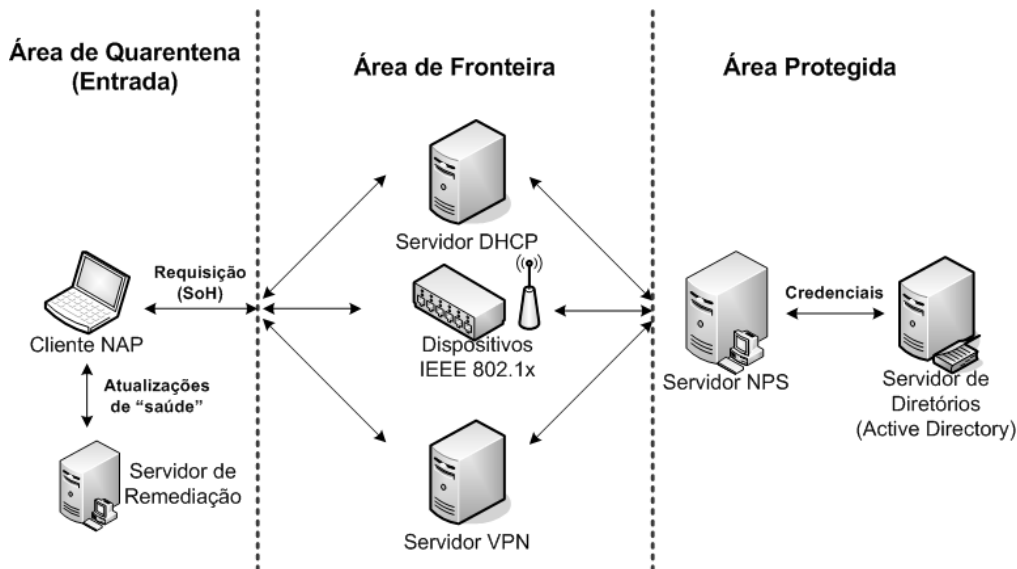 Área de Quarentena
(Entrada)
Área de Fronteira
Área Protegida
Servidor DHCP
Requisição
(SoH)
Cliente NAP
Dispositivos
IEEE 802.1x
Credenciais
Servidor NPS
Servidor de
Diretórios
(Active Directory)
Atualizações
de “saúde”
Servidor de
Remediação
Servidor VPN